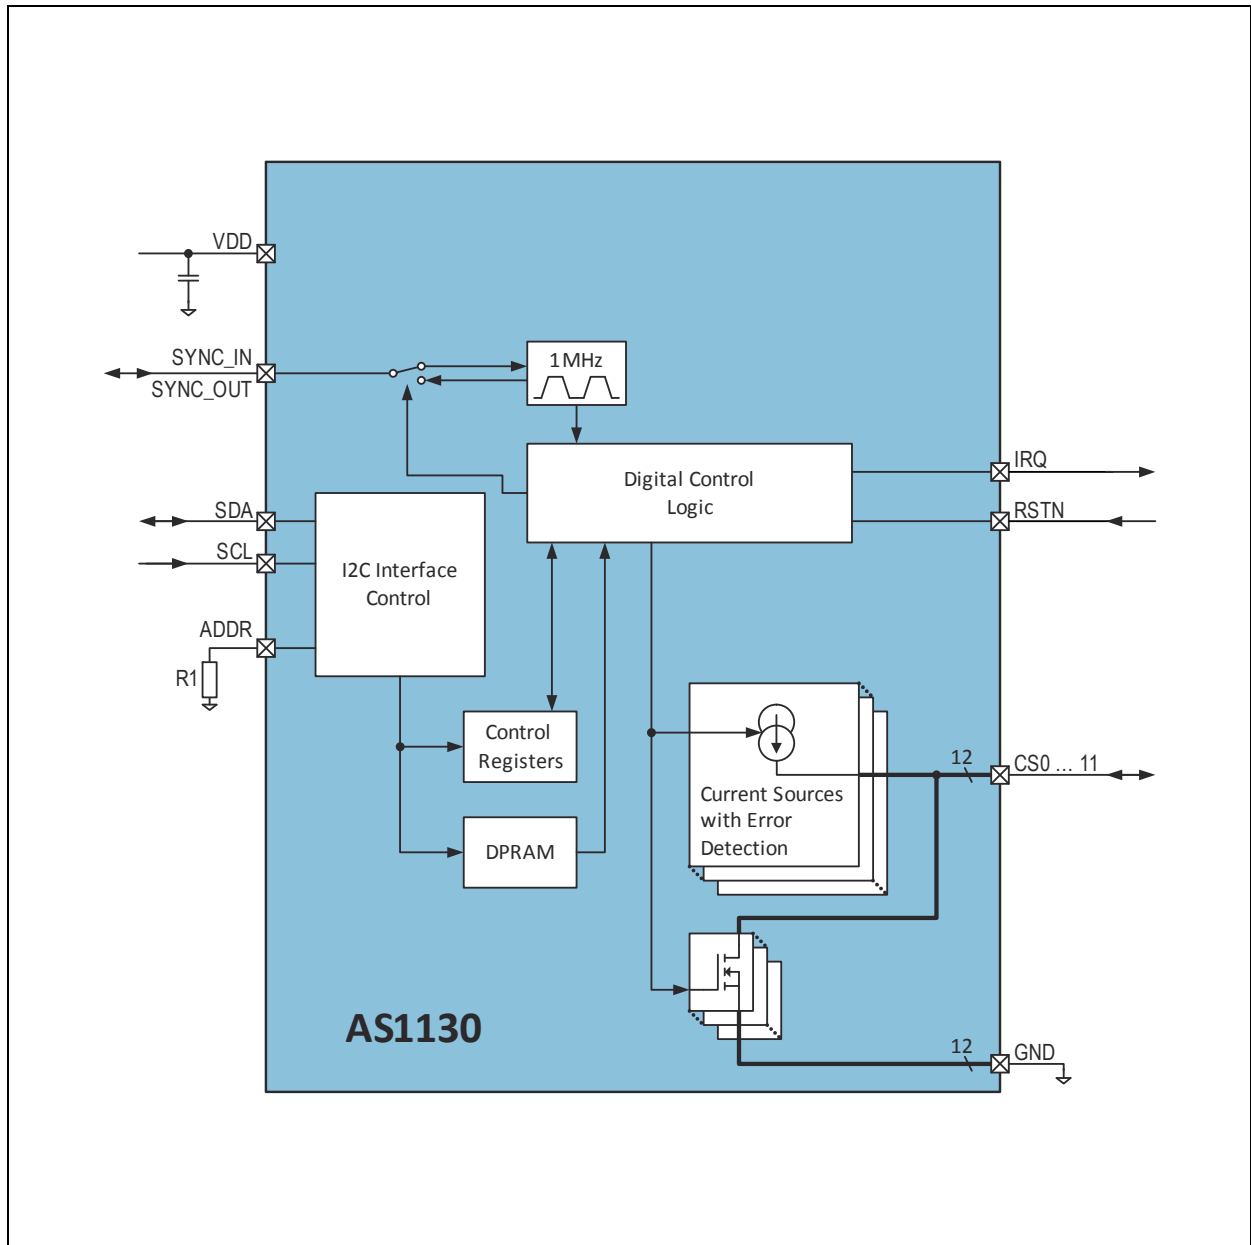 VDD
SYNC_IN
SYNC_OUT
1MHz
Digital Control
Logic
IRQ
RSTN
SDA
SCL
I2C Interface
Control
ADDR
R1
Control
Registers
DPRAM
Current Sources
with Error
Detection
12
CS0 ... 11
AS1130
12
GND